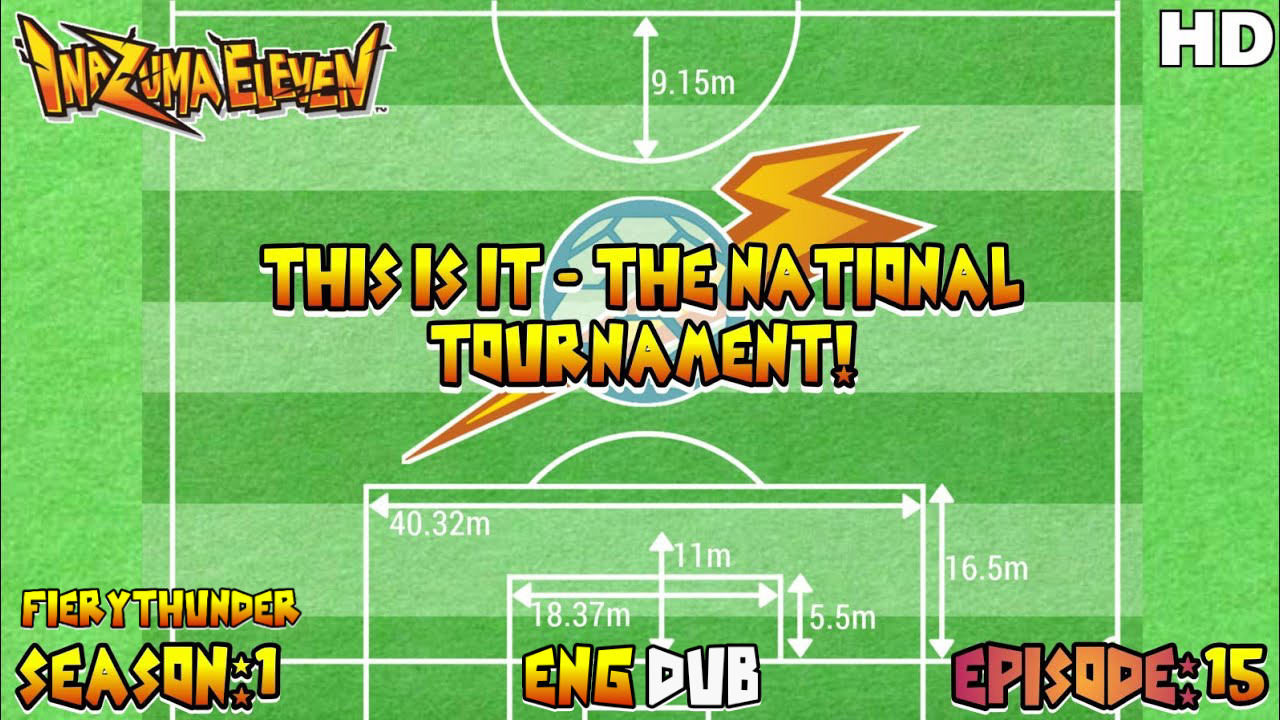 INAZUMA ELEVEN™
HD
9.15m
THIS IS IT - THE NATIONAL
TOURNAMENT!
40.32m
11m
16.5m
18.37m
5.5m
FIERYTHUNDER
SEASON:1
ENG DUB
EPISODE:15